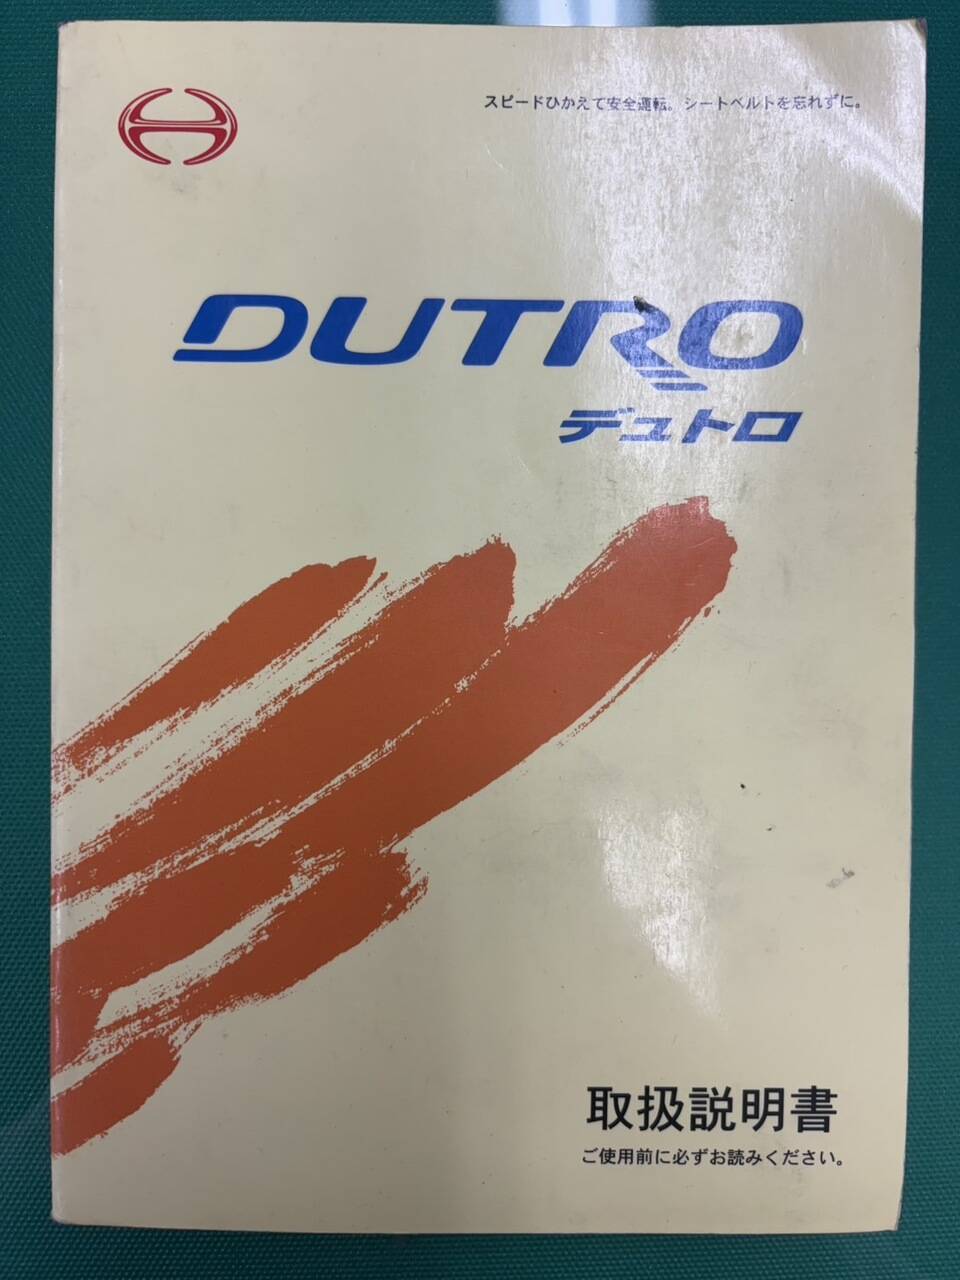 スピードひかえて安全運転。シートベルトを忘れずに。
DUTRO
デュトロ
取扱説明書
ご使用前に必ずお読みください。